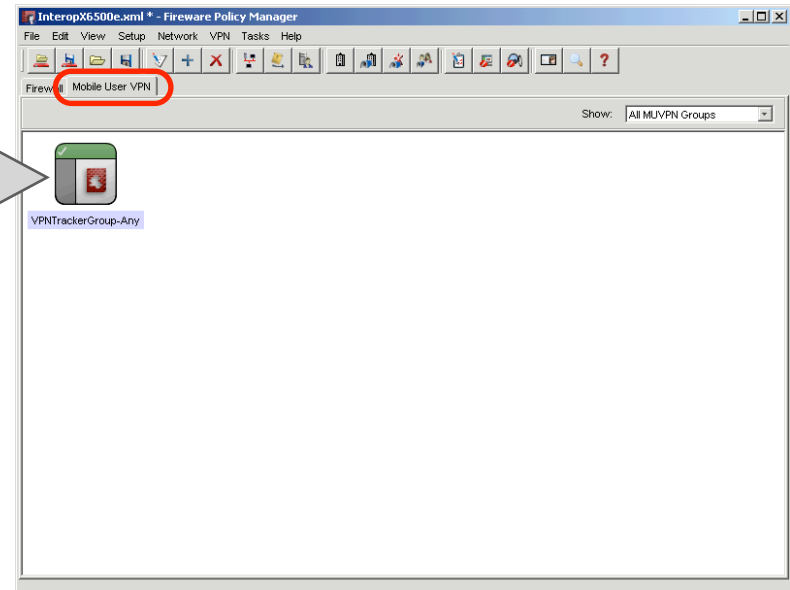 InteropX6500e.xml * - Fireware Policy Manager
File Edit View Setup Network VPN Tasks Help
Firewall Mobile User VPN
Show: All MUVPN Groups
VPNTrackerGroup-Any